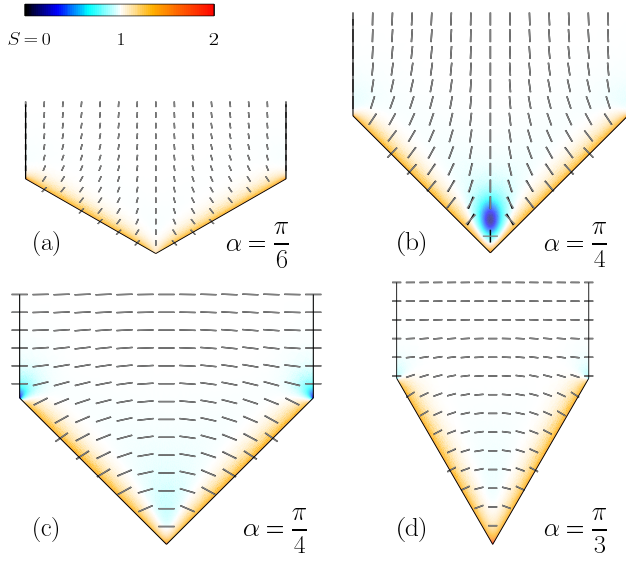 S=0 1 2
(a) α = π/6
(b) α = π/4
(c) α = π/4
(d) α = π/3